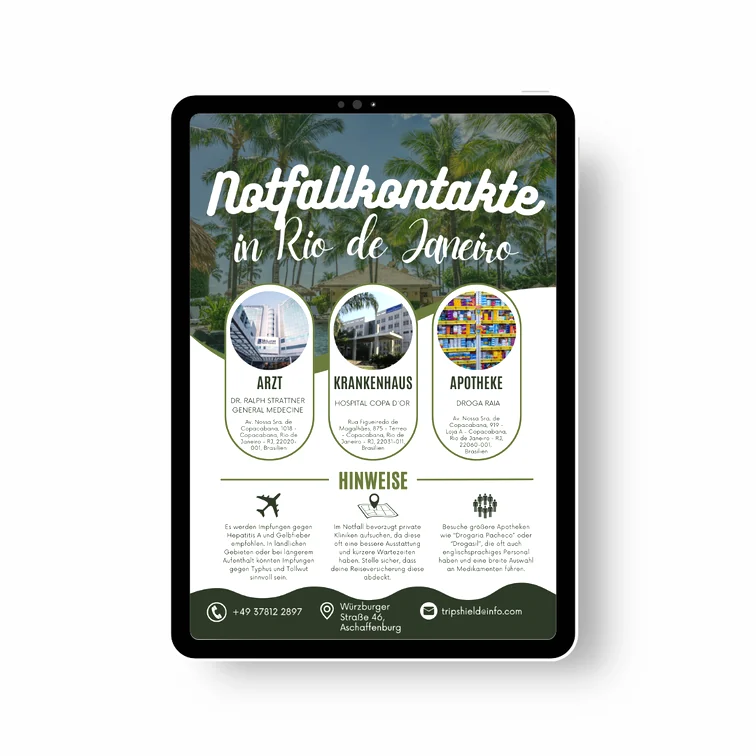 Notfallkontakte
in Rio de Janeiro
ARZT
DR. RALPH STRATTNER
GENERAL MEDECINE
Av. Nossa Sra. de
Copacabana, 1018 -
Copacabana, Rio de
Janeiro - RJ, 22020-
001, Brasilien
KRANKENHAUS
HOSPITAL COPA D'OR
Rua Figueiredo de
Magalhães, 875 - Térreo
- Copacabana, Rio de
Janeiro - RJ, 22031-011,
Brasilien
APOTHEKE
DROGA RAIA
Av. Nossa Sra. de
Copacabana, 919 -
Loja A - Copacabana,
Rio de Janeiro - RJ,
22060-001,
Brasilien
HINWEISE
Es werden Impfungen gegen
Hepatitis A und Gelbfieber
empfohlen. In ländlichen
Gebieten oder bei längerem
Aufenthalt könnten Impfungen
gegen Typhus und Tollwut
sinnvoll sein.
Im Notfall bevorzugt private
Kliniken aufsuchen, da diese
oft eine bessere Ausstattung
und kürzere Wartezeiten
haben. Stelle sicher, dass
deine Reiseversicherung diese
abdeckt.
Besuche größere Apotheken
wie "Drogaria Pacheco" oder
"Drogasil", die oft auch
englischsprachiges Personal
haben und eine breite Auswahl
an Medikamenten führen.
+49 37812 2897
Würzburger
Straße 46,
Aschaffenburg
tripshield@info.com